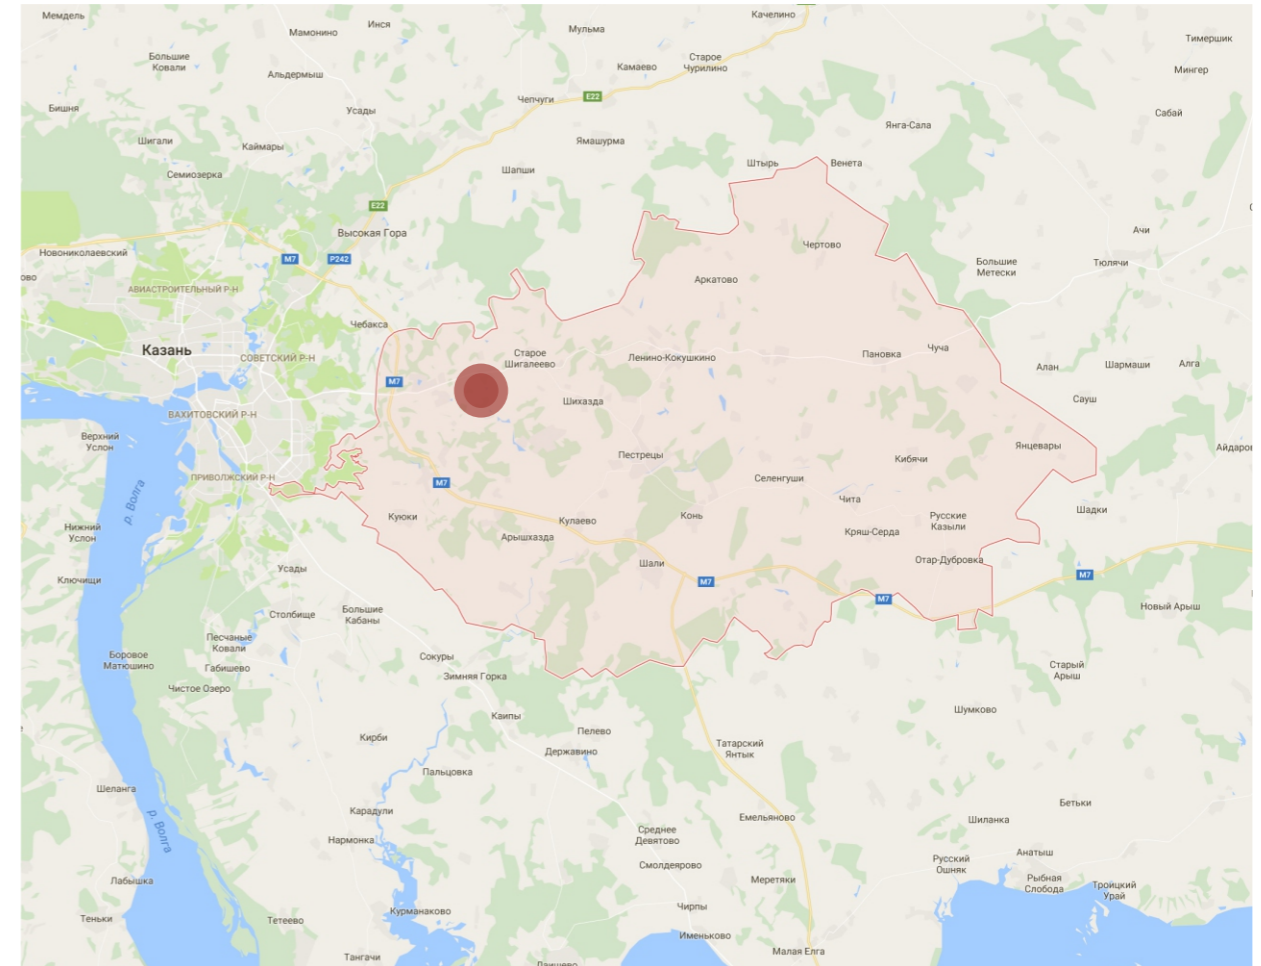 Мемдель
Инся
Мамонино
Мульма
Качелино
Тимершик
Большие
Ковали
Альдермыш
Камаево
Старое
Чурилино
Мингер
Бишня
Усады
Чепчуги
E22
Сабай
Шигали
Каймары
Ямашурма
Янга-Сала
Семиозерка
Шапши
Штырь
Венета
E22
Высокая Гора
Ачи
Новониколаевский
M7
P242
Чертово
Большие
Метески
Тюлячи
ово
АВИАСТРОИТЕЛЬНЫЙ Р-Н
Аркатово
Чебакса
Казань
СОВЕТСКИЙ Р-Н
Старое
Шигалеево
Ленино-Кокушкино
Пановка
Чуча
Алан
Шармаши
Алга
M7
Шихазда
Сауш
ВАХИТОВСКИЙ Р-Н
Верхний
Услон
Пестрецы
Кибячи
Янцевары
Айдаров
ПРИВОЛЖСКИЙ Р-Н
M7
Селенгуши
Чита
р. Волга
Куюки
Кулаево
Конь
Русские
Казыли
Шадки
Нижний
Услон
Арышхазда
Кряш-Серда
Усады
Шали
Отар-Дубровка
Ключищи
M7
M7
M7
Столбище
Большие
Кабаны
Новый Арыш
Песчаные
Ковали
Боровое
Матюшино
Габишево
Сокуры
Зимняя Горка
Старый
Арыш
Чистое Озеро
Каипы
Шумково
Кирби
Пелево
Державино
Татарский
Янтык
Пальцовка
Шеланга
Карадули
Емельяново
Бетьки
Шиланка
р. Волга
Нармонка
Среднее
Девятово
Смолдеярово
Русский
Ошняк
Анатыш
Лабышка
Меретяки
Рыбная
Слобода
Троицкий
Урай
Теньки
Тетеево
Курманаково
Чирпы
Именьково
Малая Елга
Тангачи